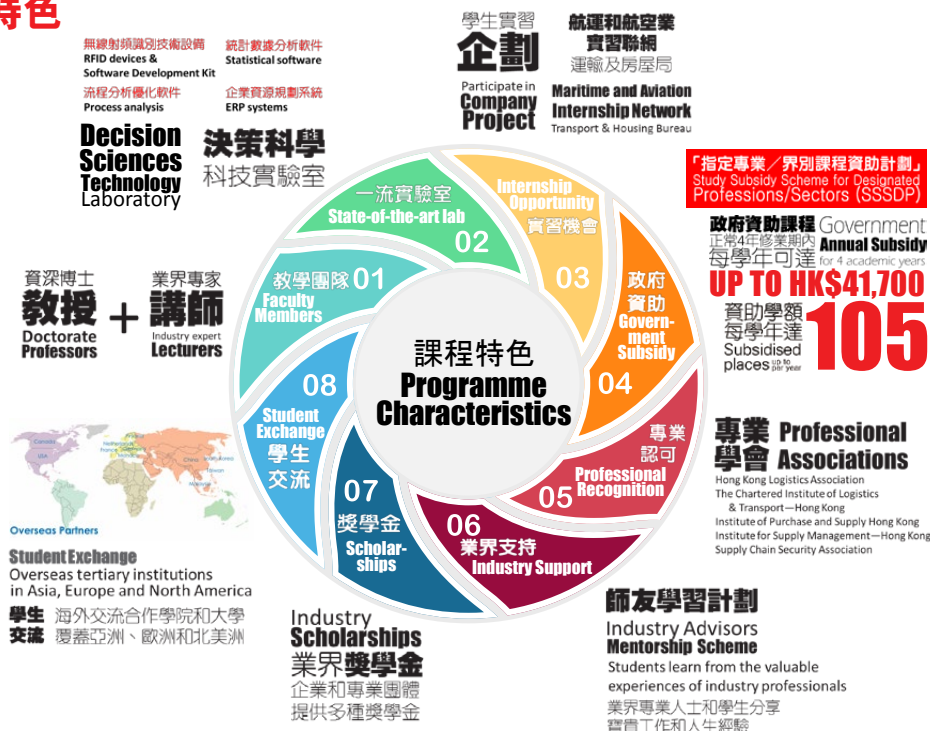 特色
無線射頻識別技術設備
RFID devices &
Software Development Kit
統計數據分析軟件
Statistical software
流程分析優化軟件
Process analysis
企業資源規劃系統
ERP systems
Decision
Sciences
Technology
Laboratory
決策科學
科技實驗室
學生實習
企劃
Participate in
Company
Project
航運和航空業
實習聯網
運輸及房屋局
Maritime and Aviation
Internship Network
Transport & Housing Bureau
「指定專業／界別課程資助計劃」
Study Subsidy Scheme for Designated
Professions/Sectors (SSSDP)
政府資助課程 Government
正常4年修業期內 Annual Subsidy
每學年可達 for 4 academic years
UP TO HK$41,700
資助學額
每學年達
Subsidised
places up to per year
105
資深博士
教授
Doctorate
Professors
+
業界專家
講師
Industry expert
Lecturers
課程特色
Programme
Characteristics
教學團隊 01
Faculty
Members
一流實驗室
State-of-the-art lab
02
Internship
Opportunity
實習機會
03
政府
資助
Govern-
ment
Subsidy
04
專業
認可
Professional
Recognition
05
06
業界支持
Industry Support
07
獎學金
Scholar-
ships
08
Student
Exchange
學生
交流
專業 Professional
學會 Associations
Hong Kong Logistics Association
The Chartered Institute of Logistics
& Transport—Hong Kong
Institute of Purchase and Supply Hong Kong
Institute for Supply Management—Hong Kong
Supply Chain Security Association
Canada
USA
Netherlands
France
China
Taiwan
Malaysia
Overseas Partners
Student Exchange
Overseas tertiary institutions
in Asia, Europe and North America
學生 海外交流合作學院和大學
交流 覆蓋亞洲、歐洲和北美洲
Industry
Scholarships
業界獎學金
企業和專業團體
提供多種獎學金
師友學習計劃
Industry Advisors
Mentorship Scheme
Students learn from the valuable
experiences of industry professionals
業界專業人士和學生分享
寶貴工作和人生經驗